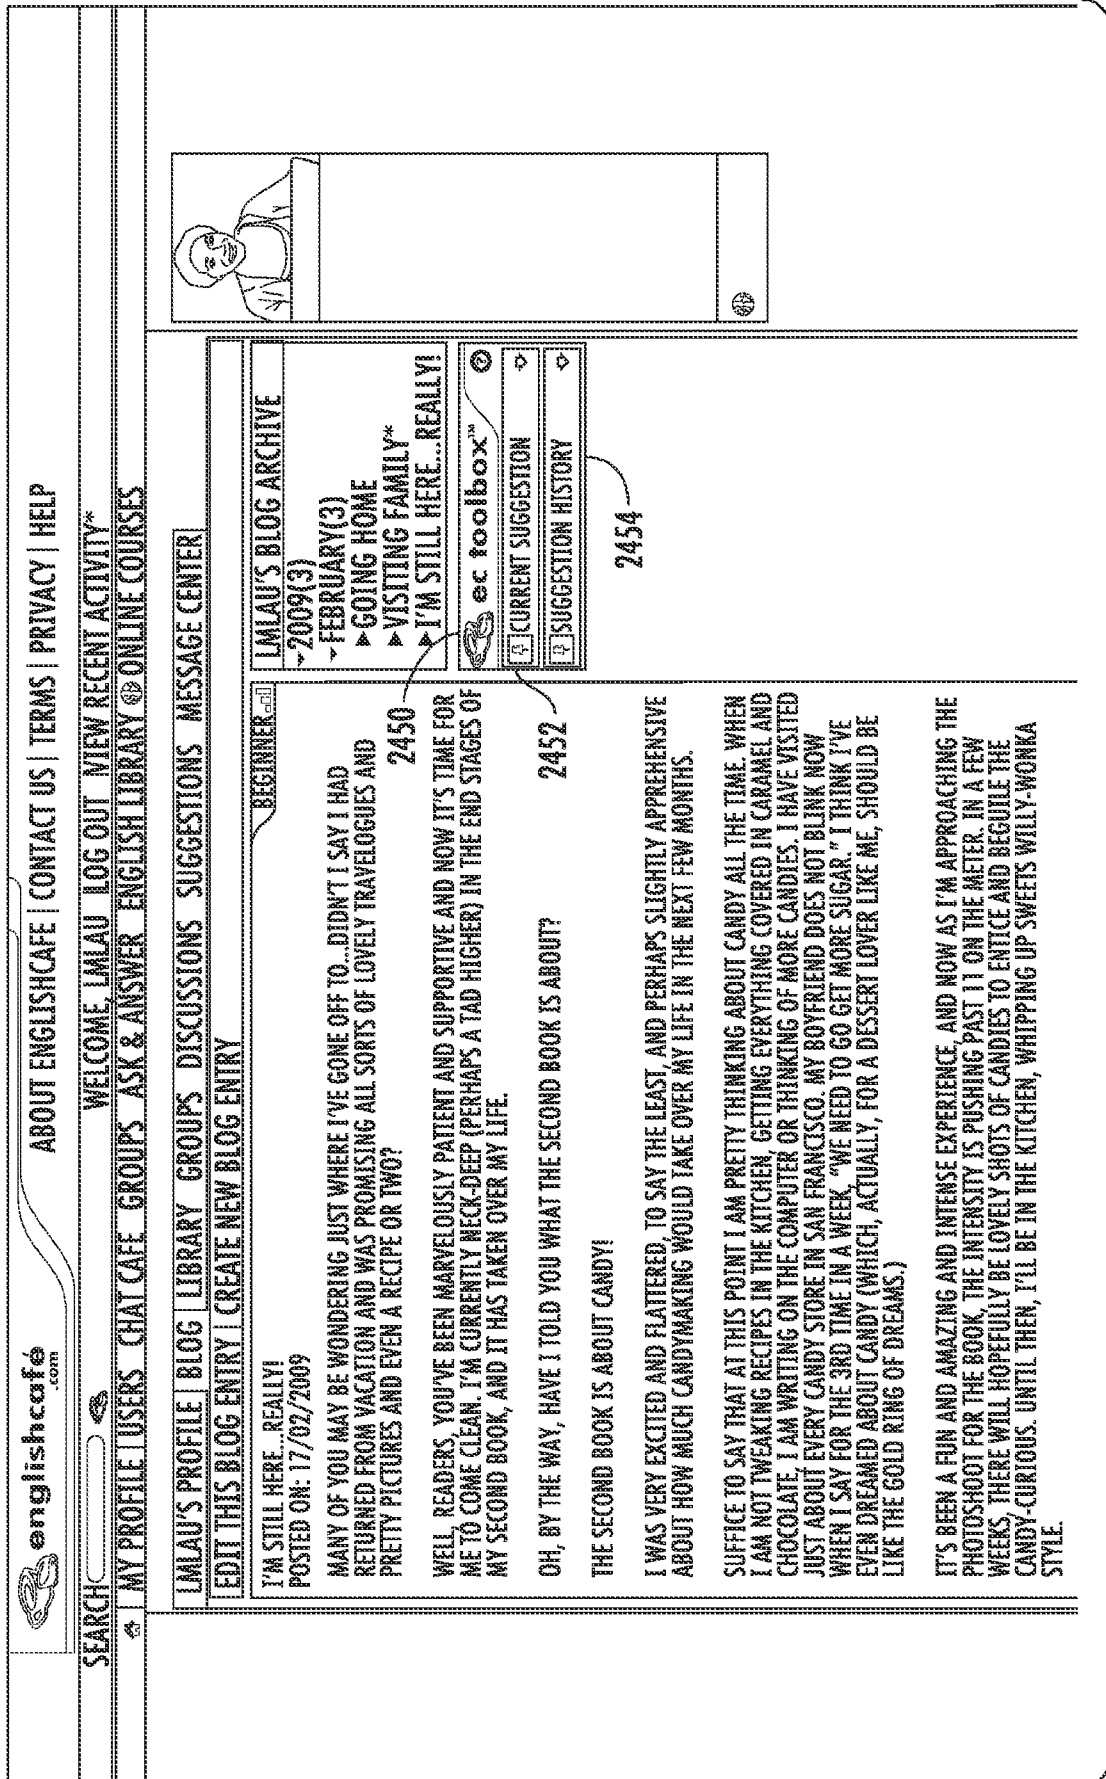 englishcafé
.com
ABOUT ENGLISHCAFE | CONTACT US | TERMS | PRIVACY | HELP
SEARCH
WELCOME, LMLAU LOG OUT VIEW RECENT ACTIVITY*
MY PROFILE | USERS CHAT CAFE GROUPS ASK & ANSWER ENGLISH LIBRARY ONLINE COURSES
LMLAU'S PROFILE | BLOG | LIBRARY GROUPS DISCUSSIONS SUGGESTIONS MESSAGE CENTER
EDIT THIS BLOG ENTRY | CREATE NEW BLOG ENTRY
I'M STILL HERE...REALLY!
POSTED ON: 17/02/2009
BEGINNER
MANY OF YOU MAY BE WONDERING JUST WHERE I'VE GONE OFF TO...DIDN'T I SAY I HAD
RETURNED FROM VACATION AND WAS PROMISING ALL SORTS OF LOVELY TRAVELOGUES AND
PRETTY PICTURES AND EVEN A RECIPE OR TWO?
WELL, READERS, YOU'VE BEEN MARVELOUSLY PATIENT AND SUPPORTIVE AND NOW IT'S TIME FOR
ME TO COME CLEAN. I'M CURRENTLY NECK-DEEP (PERHAPS A TAD HIGHER) IN THE END STAGES OF
MY SECOND BOOK, AND IT HAS TAKEN OVER MY LIFE.
OH, BY THE WAY, HAVE I TOLD YOU WHAT THE SECOND BOOK IS ABOUT?
THE SECOND BOOK IS ABOUT CANDY!
I WAS VERY EXCITED AND FLATTERED, TO SAY THE LEAST, AND PERHAPS SLIGHTLY APPREHENSIVE
ABOUT HOW MUCH CANDYMAKING WOULD TAKE OVER MY LIFE IN THE NEXT FEW MONTHS.
SUFFICE TO SAY THAT AT THIS POINT I AM PRETTY THINKING ABOUT CANDY ALL THE TIME. WHEN
I AM NOT TWEAKING RECIPES IN THE KITCHEN, GETTING EVERYTHING COVERED IN CARAMEL AND
CHOCOLATE, I AM WRITING ON THE COMPUTER OR THINKING OF MORE CANDIES. I HAVE VISITED
JUST ABOUT EVERY CANDY STORE IN SAN FRANCISCO. MY BOYFRIEND DOES NOT BLINK NOW
WHEN I SAY FOR THE 3RD TIME IN A WEEK, "WE NEED TO GO GET MORE SUGAR." I THINK I'VE
EVEN DREAMED ABOUT CANDY (WHICH, ACTUALLY, FOR A DESSERT LOVER LIKE ME, SHOULD BE
LIKE THE GOLD RING OF DREAMS.)
IT'S BEEN A FUN AND AMAZING AND INTENSE EXPERIENCE, AND NOW AS I'M APPROACHING THE
PHOTOSHOOT FOR THE BOOK, THE INTENSITY IS PUSHING PAST 11 ON THE METER. IN A FEW
WEEKS, THERE WILL HOPEFULLY BE LOVELY SHOTS OF CANDIES TO ENTICE AND BEGUILE THE
CANDY-CURIOUS. UNTIL THEN, I'LL BE IN THE KITCHEN, WHIPPING UP SWEETS WILLY-WONKA
STYLE.
LMLAU'S BLOG ARCHIVE
▼2009(3)
▼FEBRUARY(3)
▶GOING HOME
▶VISITING FAMILY*
▶I'M STILL HERE...REALLY!
2450
ec toolbox™
CURRENT SUGGESTION
SUGGESTION HISTORY
2452
2454